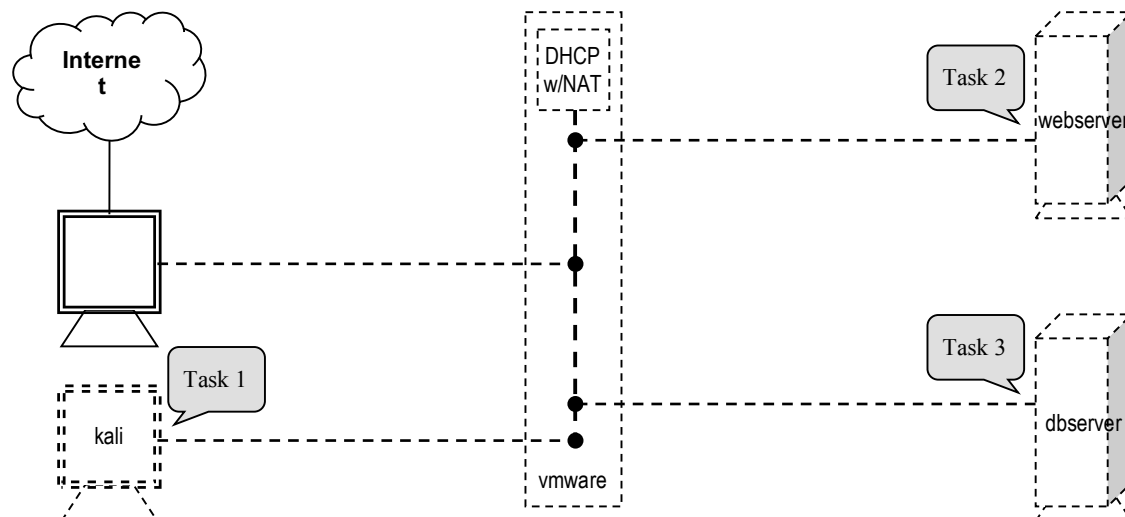 Interne
t
DHCP
w/NAT
Task 2
webserver
Task 1
kali
Task 3
dbserver
vmware